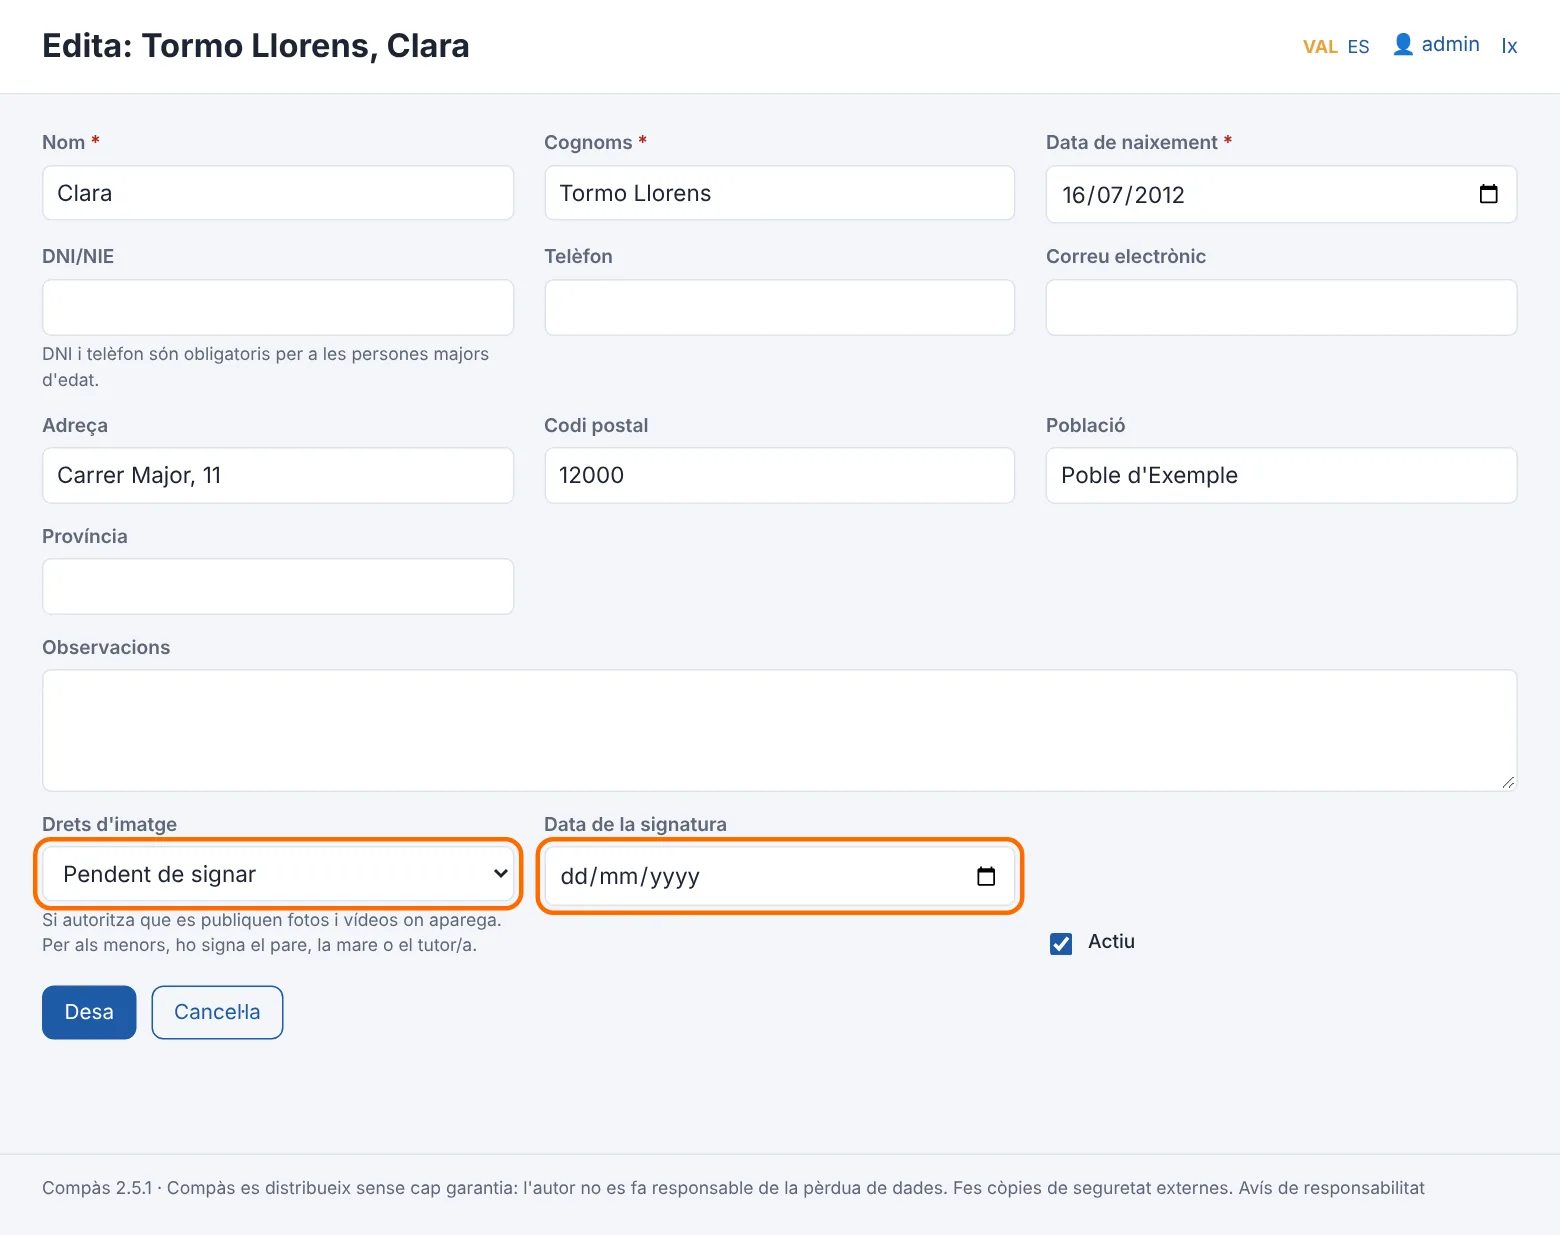 Edita: Tormo Llorens, Clara
VAL ES admin Ix
Nom * Cognoms * Data de naixement *
Clara Tormo Llorens 16/07/2012
DNI/NIE Telèfon Correu electrònic
DNI i telèfon són obligatoris per a les persones majors
d'edat.
Adreça Codi postal Població
Carrer Major, 11 12000 Poble d'Exemple
Província
Observacions
Drets d'imatge Data de la signatura
Pendent de signar dd/mm/yyyy
Si autoritza que es publiquen fotos i vídeos on aparega.
Per als menors, ho signa el pare, la mare o el tutor/a.
Actiu
Desa Cancel·la
Compàs 2.5.1 · Compàs es distribueix sense cap garantia: l'autor no es fa responsable de la pèrdua de dades. Fes còpies de seguretat externes. Avís de responsabilitat